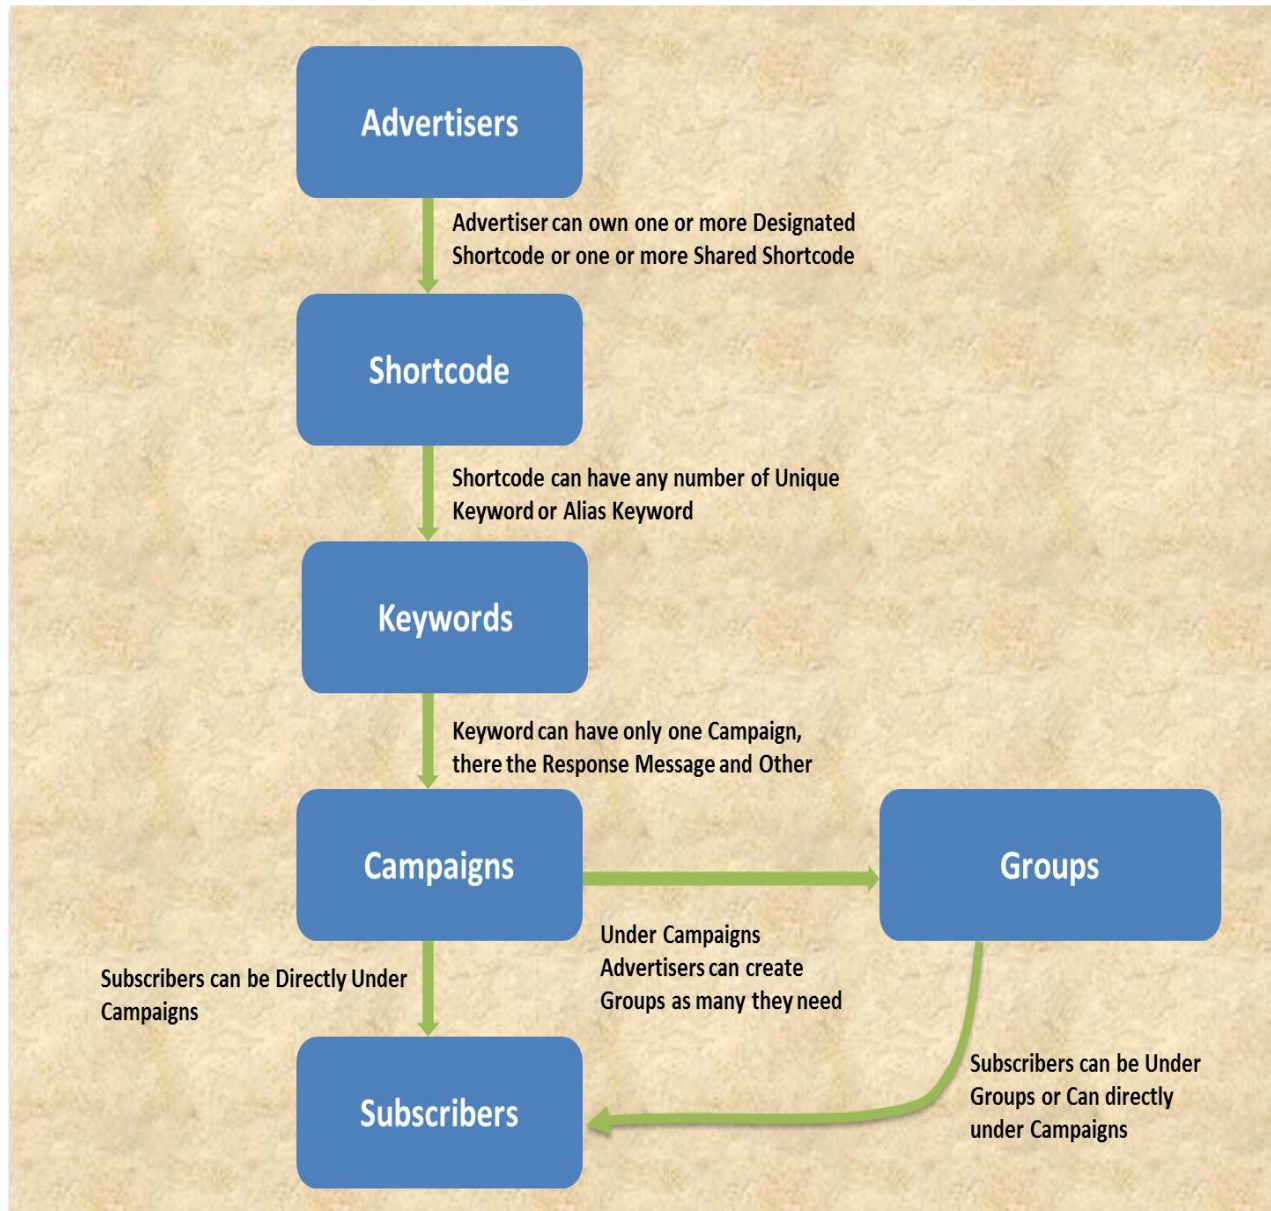 Advertisers
Advertiser can own one or more Designated
Shortcode or one or more Shared Shortcode
Shortcode
Shortcode can have any number of Unique
Keyword or Alias Keyword
Keywords
Keyword can have only one Campaign,
there the Response Message and Other
Campaigns
Groups
Under Campaigns
Advertisers can create
Groups as many they need
Subscribers can be Directly Under
Campaigns
Subscribers can be Under
Groups or Can directly
under Campaigns
Subscribers